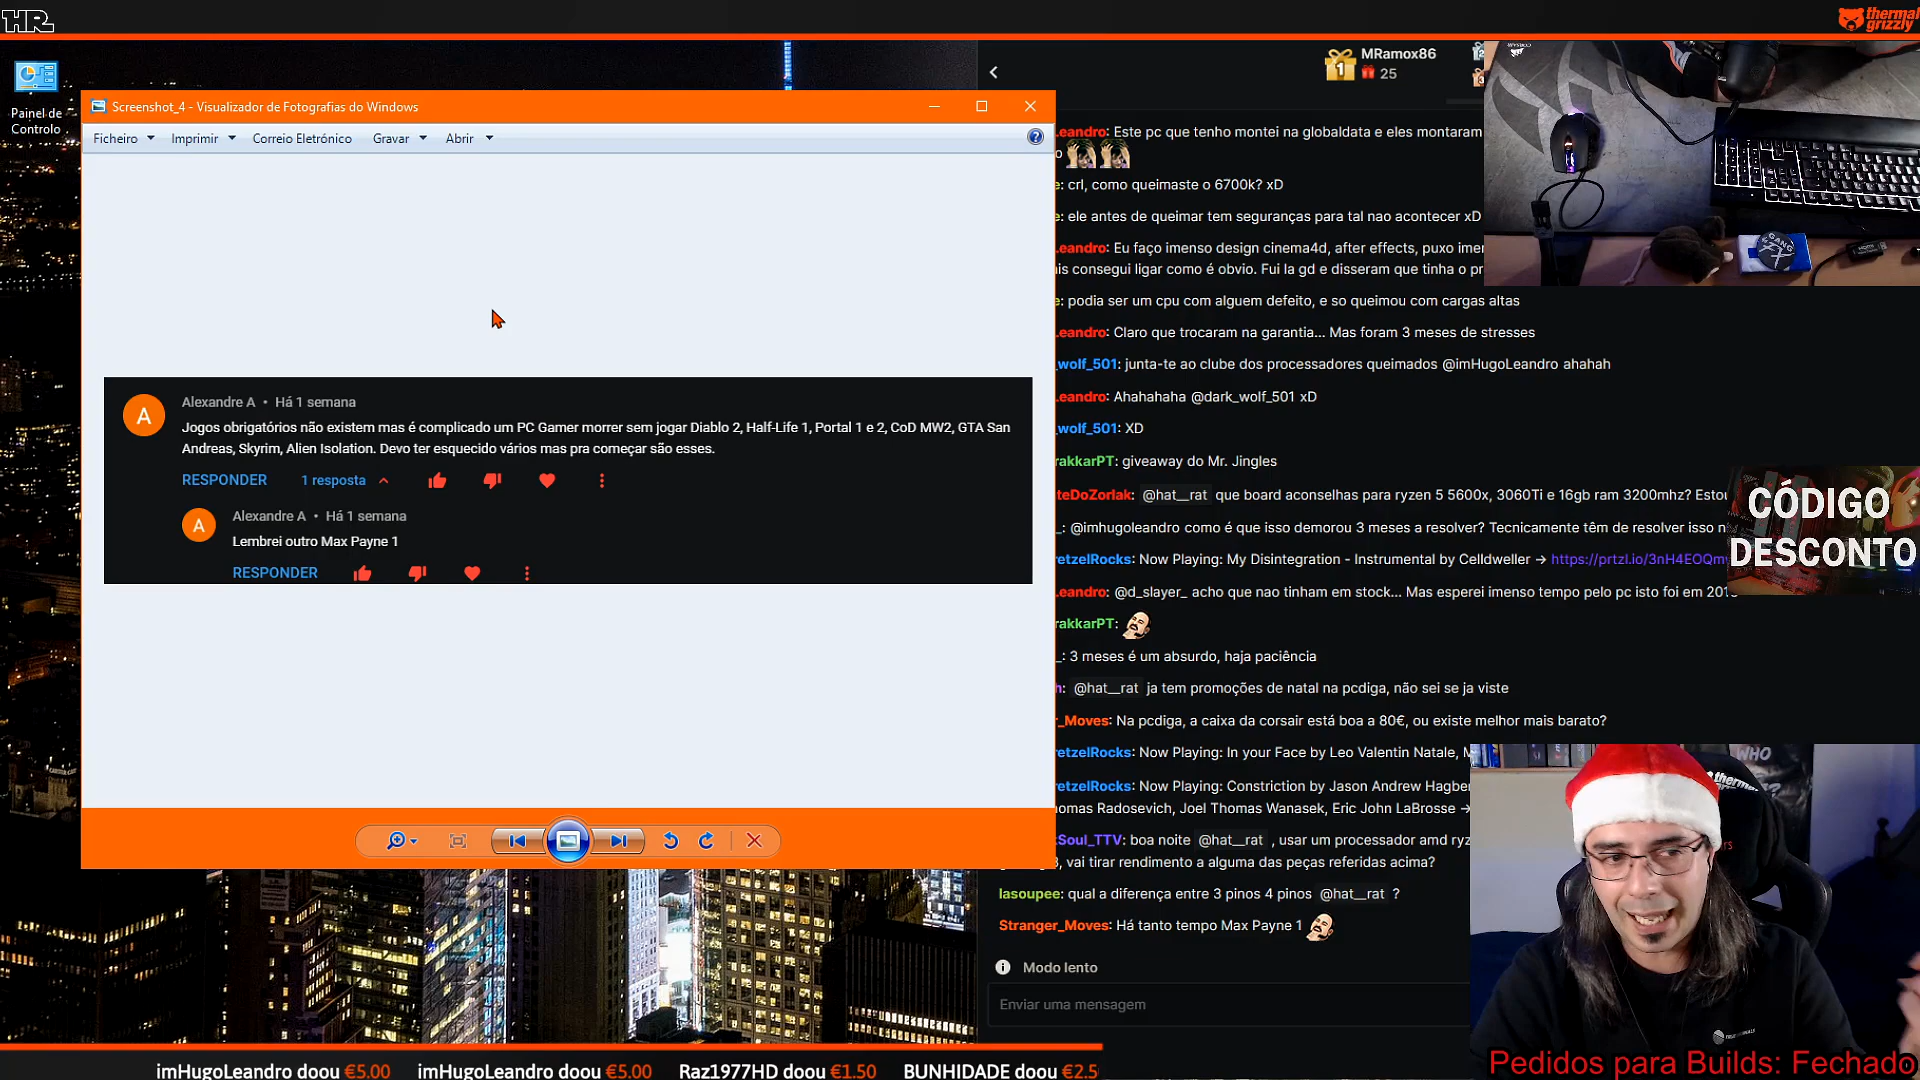 HR.
thermal
grizzly
Painel de
Controlo
Screenshot_4 - Visualizador de Fotografias do Windows
Ficheiro
Imprimir
Correio Eletrónico
Gravar
Abrir
Alexandre A • Há 1 semana
Jogos obrigatórios não existem mas é complicado um PC Gamer morrer sem jogar Diablo 2, Half-Life 1, Portal 1 e 2, CoD MW2, GTA San
Andreas, Skyrim, Alien Isolation. Devo ter esquecido vários mas pra começar são esses.
RESPONDER
1 resposta
Alexandre A • Há 1 semana
Lembrei outro Max Payne 1
RESPONDER
MRamox86
1
25
Leandro: Este pc que tenho montei na globaldata e eles montaram
o
e: crl, como queimaste o 6700k? xD
e: ele antes de queimar tem seguranças para tal nao acontecer xD
Leandro: Eu faço imenso design cinema4d, after effects, puxo
is consegui ligar como é obvio. Fui la gd e disseram que tinha o
e: podia ser um cpu com alguem defeito, e so queimou com cargas altas
Leandro: Claro que trocaram na garantia... Mas foram 3 meses de stresses
_wolf_501: junta-te ao clube dos processadores queimados @imHugoLeandro ahahah
Leandro: Ahahahaha @dark_wolf_501 xD
_wolf_501: XD
rakkarPT: giveaway do Mr. Jingles
teDoZorlak: @hat__rat que board aconselhas para ryzen 5 5600x, 3060Ti e 16gb ram 3200mhz?
_: @imhugoleandro como é que isso demorou 3 meses a resolver? Tecnicamente têm de resolver isso
retzelRocks: Now Playing: My Disintegration - Instrumental by Celldweller → https://prtzl.io/3nH4EOQm
Leandro: @d_slayer_ acho que nao tinham em stock... Mas esperei imenso tempo pelo pc isto foi em
rakkarPT:
_: 3 meses é um absurdo, haja paciência
h: @hat__rat ja tem promoções de natal na pcdiga, não sei se ja viste
r_Moves: Na pcdiga, a caixa da corsair está boa a 80€, ou existe melhor mais barato?
retzelRocks: Now Playing: In your Face by Leo Valentin Natale,
retzelRocks: Now Playing: Constriction by Jason Andrew
omas Radosevich, Joel Thomas Wanasek, Eric John LaBrosse →
Soul_TTV: boa noite @hat__rat , usar um processador amd
vai tirar rendimento a alguma das peças referidas acima?
lasoupee: qual a diferença entre 3 pinos 4 pinos @hat__rat ?
Stranger_Moves: Há tanto tempo Max Payne 1
Modo lento
Enviar uma mensagem
CÓDIGO
DESCONTO
GANG
WHO
imHugoLeandro doou €5.00
imHugoLeandro doou €5.00
Raz1977HD doou €1.50
BUNHIDADE doou €2.5
Pedidos para Builds: Fechado